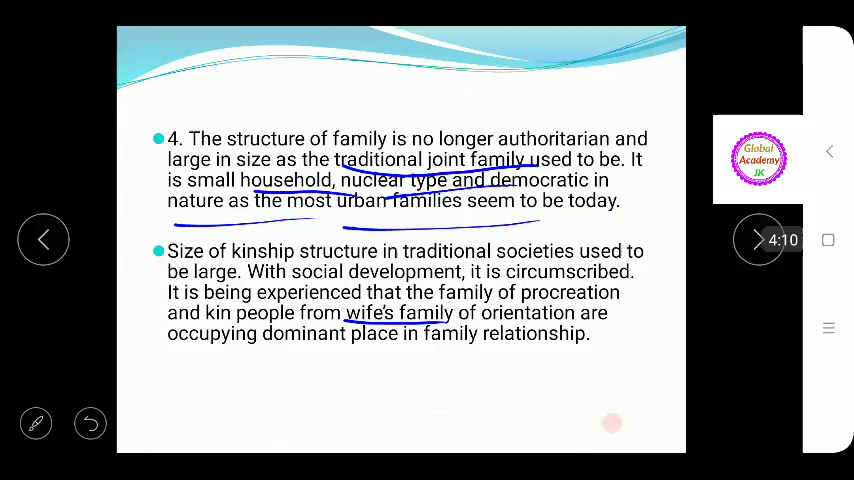 4. The structure of family is no longer authoritarian and
large in size as the traditional joint family used to be. It
is small household, nuclear type and democratic in
nature as the most urban families seem to be today.
Size of kinship structure in traditional societies used to
be large. With social development, it is circumscribed.
It is being experienced that the family of procreation
and kin people from wife's family of orientation are
occupying dominant place in family relationship.
Global
Academy
JK
4:10